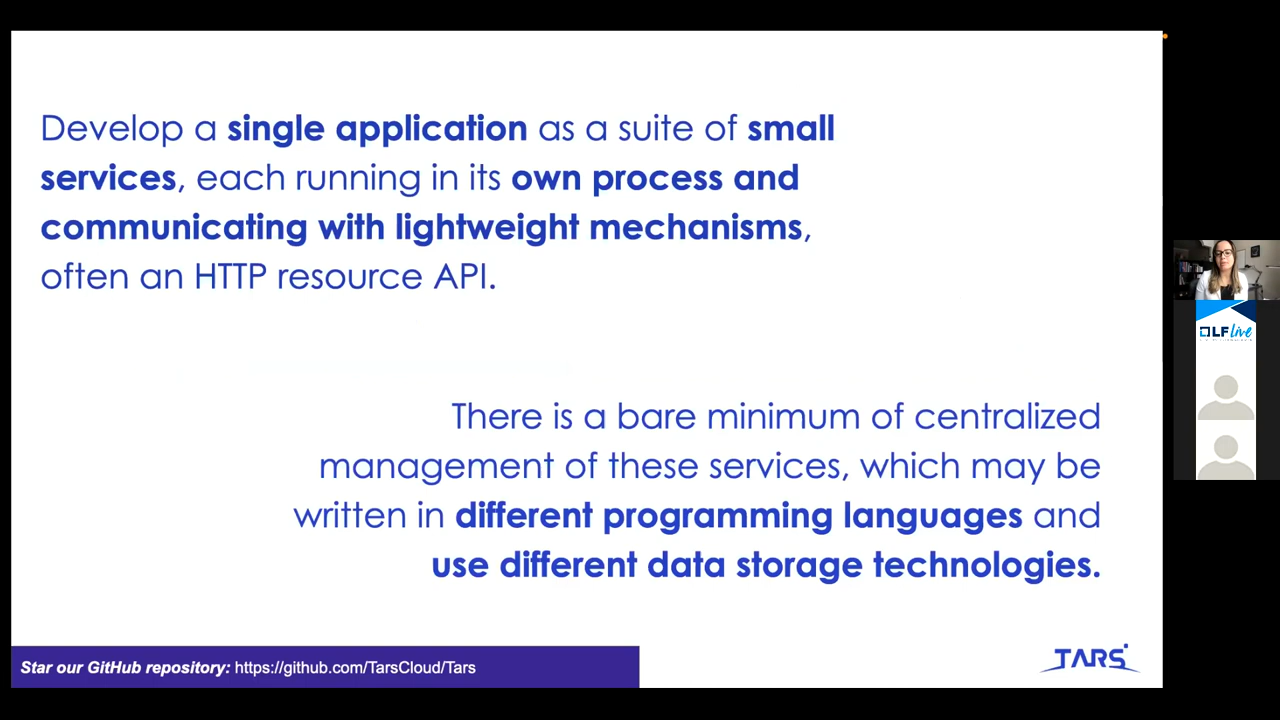 Develop a single application as a suite of small
services, each running in its own process and
communicating with lightweight mechanisms,
often an HTTP resource API.
There is a bare minimum of centralized
management of these services, which may be
written in different programming languages and
use different data storage technologies.
Star our GitHub repository: https://github.com/TarsCloud/Tars
TARS
LF Live